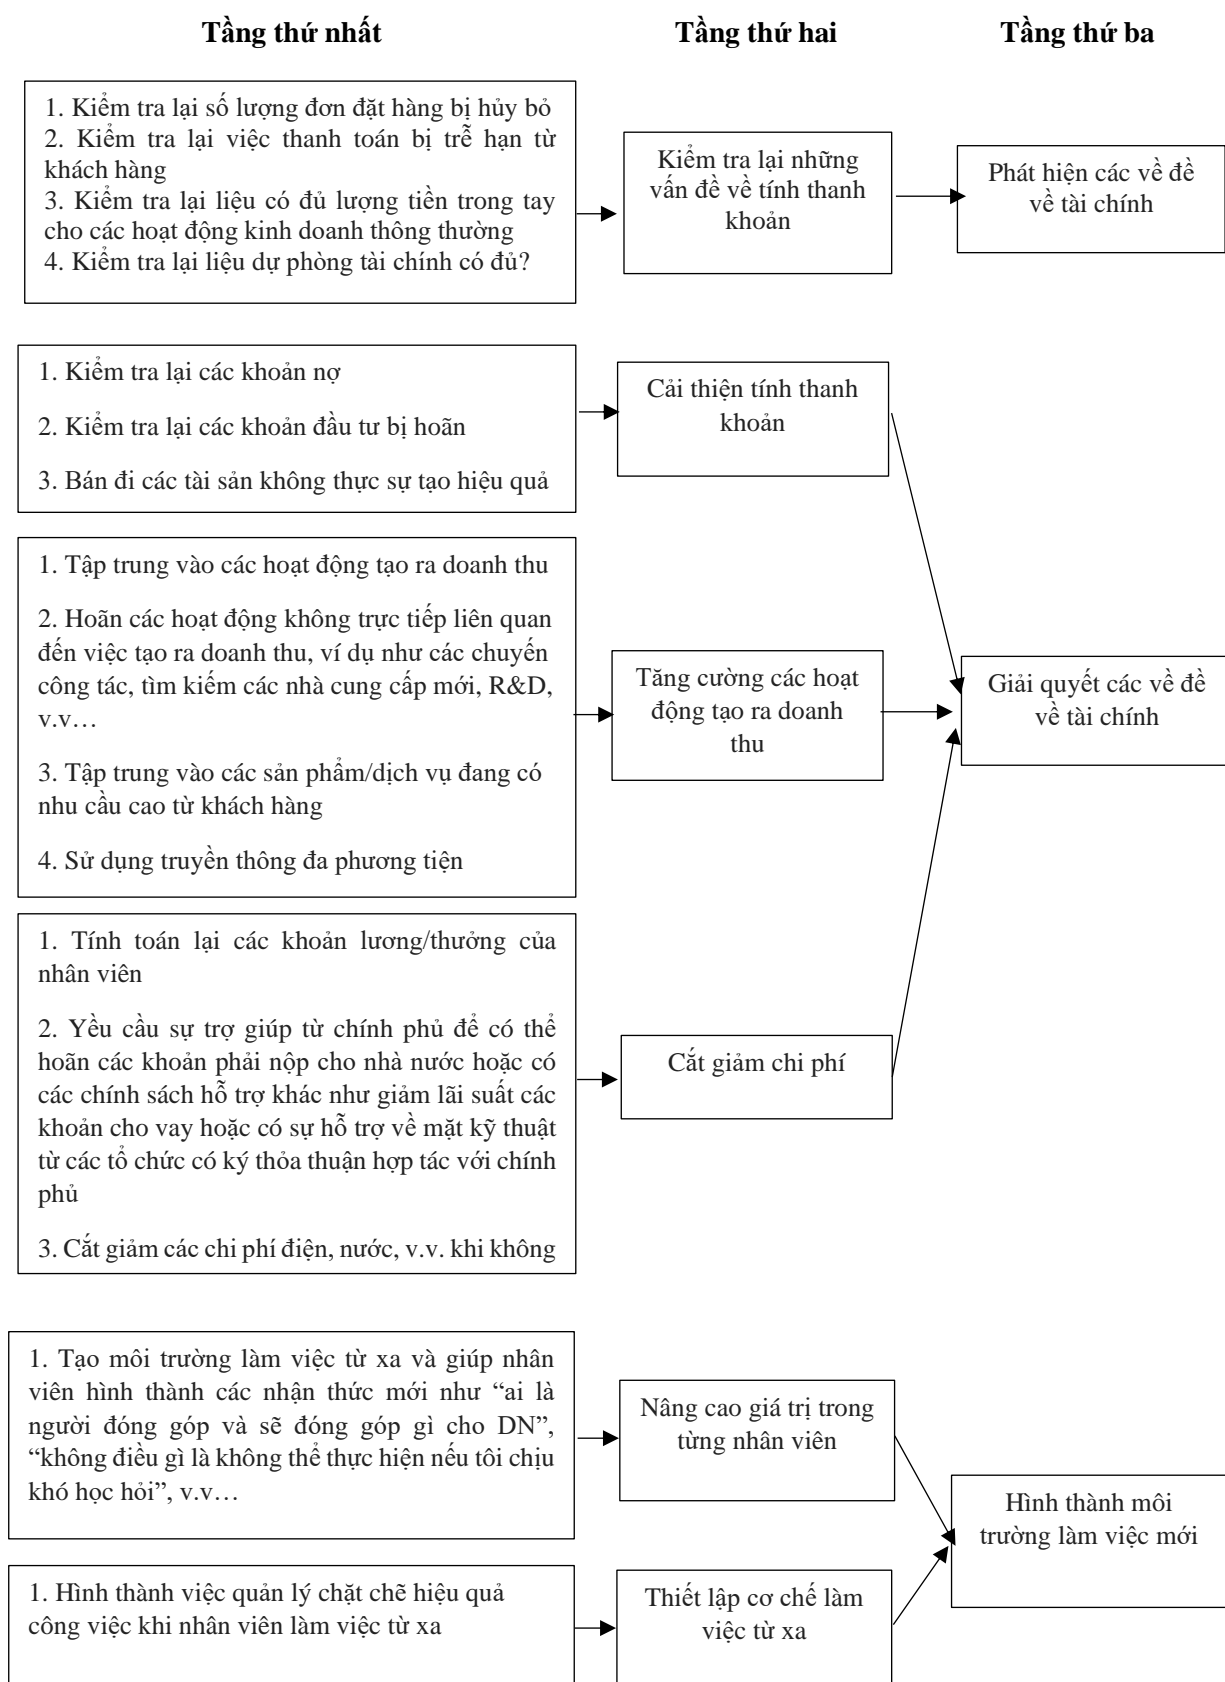 Tầng thứ nhất
Tầng thứ hai
Tầng thứ ba
1. Kiểm tra lại số lượng đơn đặt hàng bị hủy bỏ
2. Kiểm tra lại việc thanh toán bị trễ hạn từ
khách hàng
3. Kiểm tra lại liệu có đủ lượng tiền trong tay
cho các hoạt động kinh doanh thông thường
4. Kiểm tra lại liệu dự phòng tài chính có đủ?
Kiểm tra lại những
vấn đề về tính thanh
khoản
Phát hiện các về đề
về tài chính
1. Kiểm tra lại các khoản nợ
2. Kiểm tra lại các khoản đầu tư bị hoãn
3. Bán đi các tài sản không thực sự tạo hiệu quả
Cải thiện tính thanh
khoản
1. Tập trung vào các hoạt động tạo ra doanh thu
2. Hoãn các hoạt động không trực tiếp liên quan
đến việc tạo ra doanh thu, ví dụ như các chuyến
công tác, tìm kiếm các nhà cung cấp mới, R&D,
v.v…
3. Tập trung vào các sản phẩm/dịch vụ đang có
nhu cầu cao từ khách hàng
4. Sử dụng truyền thông đa phương tiện
Tăng cường các hoạt
động tạo ra doanh
thu
Giải quyết các về đề
về tài chính
1. Tính toán lại các khoản lương/thưởng của
nhân viên
2. Yều cầu sự trợ giúp từ chính phủ để có thể
hoãn các khoản phải nộp cho nhà nước hoặc có
các chính sách hỗ trợ khác như giảm lãi suất các
khoản cho vay hoặc có sự hỗ trợ về mặt kỹ thuật
từ các tổ chức có ký thỏa thuận hợp tác với chính
phủ
3. Cắt giảm các chi phí điện, nước, v.v. khi không
Cắt giảm chi phí
1. Tạo môi trường làm việc từ xa và giúp nhân
viên hình thành các nhận thức mới như “ai là
người đóng góp và sẽ đóng góp gì cho DN”,
“không điều gì là không thể thực hiện nếu tôi chịu
khó học hỏi”, v.v…
Nâng cao giá trị trong
từng nhân viên
Hình thành môi
trường làm việc mới
1. Hình thành việc quản lý chặt chẽ hiệu quả
công việc khi nhân viên làm việc từ xa
Thiết lập cơ chế làm
việc từ xa